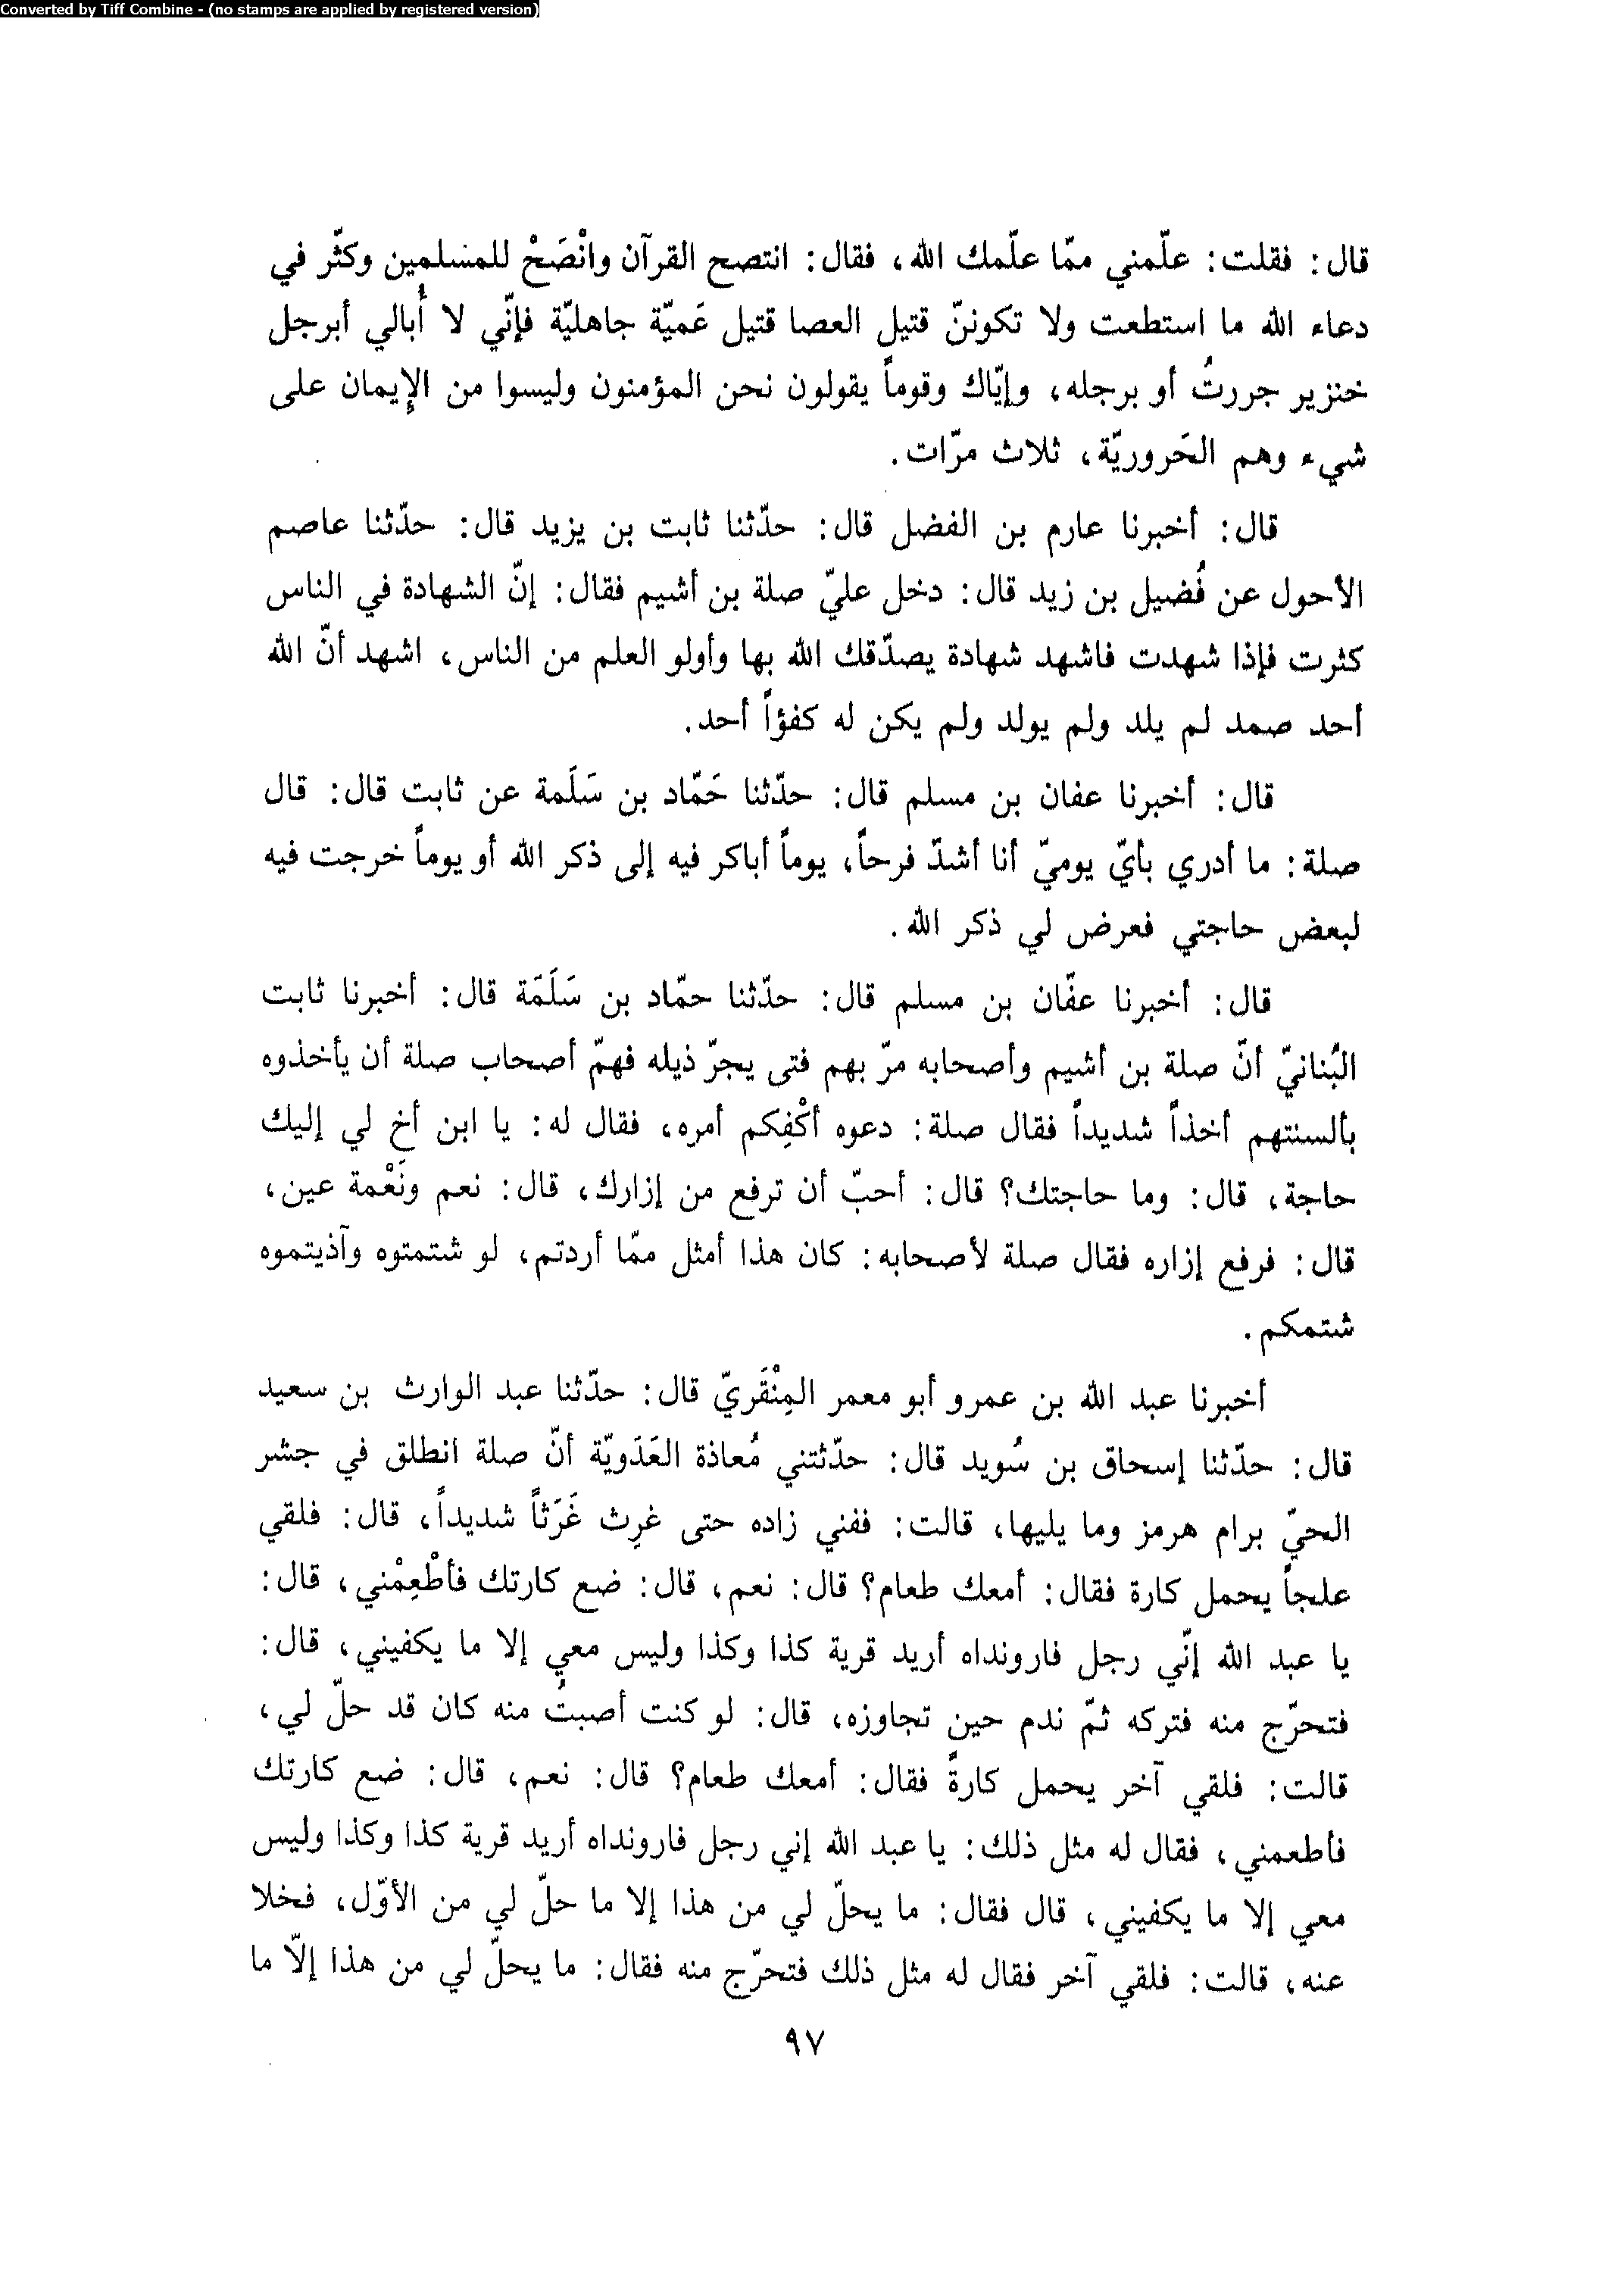 Converted by Tiff Combine - (no stamps are applied by registered version)
قال: فقلت: علّمني ممّا علّمك الله، فقال: انتصح القرآن وانْصَحْ للمسلمين وكثّر في
دعاء الله ما استطعت ولا تكوننّ قتيل العصا قتيل عَميّة جاهليّة فإنّي لا أُبالي أبرجل
خنزير جررتُ أو برجله، وإيّاك وقوماً يقولون نحن المؤمنون وليسوا من الإِيمان على
شيء وهم الحَروريّة، ثلاث مرّات.
قال: أخبرنا عارم بن الفضل قال: حدّثنا ثابت بن يزيد قال: حدّثنا عاصم
الأحول عن فُضيل بن زيد قال: دخل عليّ صلة بن أشيم فقال: إنّ الشهادة في الناس
كثرت فإذا شهدت فاشهد شهادة يصدّقك الله بها وأولو العلم من الناس، اشهد أنّ الله
أحد صمد لم يلد ولم يولد ولم يكن له كفؤاً أحد.
قال: أخبرنا عفان بن مسلم قال: حدّثنا حَمّاد بن سَلَمة عن ثابت قال: قال
صلة: ما أدري بأيّ يوميّ أنا أشدّ فرحاً، يوماً أباكر فيه إلى ذكر الله أو يوماً خرجت فيه
لبعض حاجتي فعرض لي ذكر الله.
قال: أخبرنا عفّان بن مسلم قال: حدّثنا حمّاد بن سَلَمَة قال: أخبرنا ثابت
البُنانيّ أنّ صلة بن أشيم وأصحابه مرّ بهم فتى يجرّ ذيله فهمّ أصحاب صلة أن يأخذوه
بألسنتهم أخذاً شديداً فقال صلة: دعوه أكْفِكم أمره، فقال له: يا ابن أخ لي إليك
حاجة، قال: وما حاجتك؟ قال: أحبّ أن ترفع من إزارك، قال: نعم ونَعْمة عين،
قال: فرفع إزاره فقال صلة لأصحابه: كان هذا أمثل ممّا أردتم، لو شتمتوه وآذيتموه
شتمكم.
أخبرنا عبد الله بن عمرو أبو معمر المِنْقَريّ قال: حدّثنا عبد الوارث بن سعيد
قال: حدّثنا إسحاق بن سُويد قال: حدّثتني مُعاذة العَدَويّة أنّ صلة انطلق في جشر
الحيّ برام هرمز وما يليها، قالت: ففني زاده حتى غرِث غَرَثاً شديداً، قال: فلقي
علجاً يحمل كارة فقال: أمعك طعام؟ قال: نعم، قال: ضع كارتك فأطْعِمْني، قال:
يا عبد الله إنّي رجل فارونداه أريد قرية كذا وكذا وليس معي إلا ما يكفيني، قال:
فتحرّج منه فتركه ثمّ ندم حين تجاوزه، قال: لو كنت أصبتُ منه كان قد حلّ لي،
قالت: فلقي آخر يحمل كارةً فقال: أمعك طعام؟ قال: نعم، قال: ضع كارتك
فأطعمني، فقال له مثل ذلك: يا عبد الله إني رجل فارونداه أريد قرية كذا وكذا وليس
معي إلا ما يكفيني، قال فقال: ما يحلّ لي من هذا إلا ما حلّ لي من الأوّل، فخلا
عنه، قالت: فلقي آخر فقال له مثل ذلك فتحرّج منه فقال: ما يحلّ لي من هذا إلّا ما
٩٧